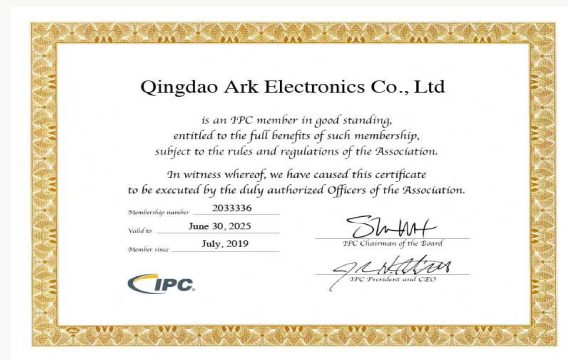 Qingdao Ark Electronics Co., Ltd
is an IPC member in good standing,
entitled to the full benefits of such membership,
subject to the rules and regulations of the Association.
In witness whereof, we have caused this certificate
to be executed by the duly authorized Officers of the Association.
Membership number 2033336
Valid to June 30, 2025
Member since July, 2019
IPC Chairman of the Board
IPC President and CEO
IPC